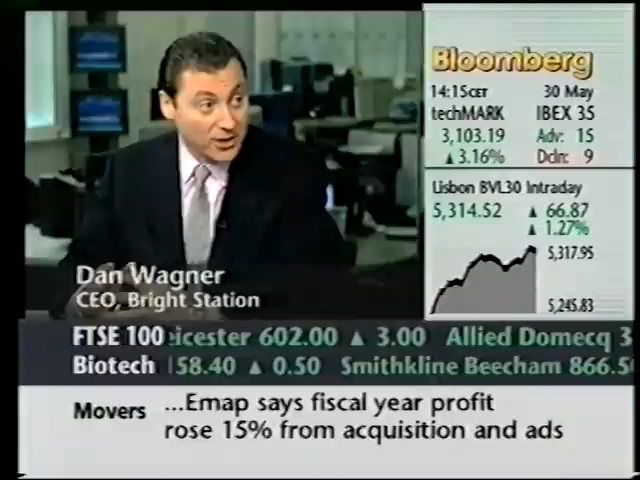 Bloomberg
14:15CET 30 May
techMARK IBEX 35
3,103.19 Adv: 15
▲3.16% Dcln: 9
Lisbon BVL30 Intraday
5,314.52 ▲ 66.87
▲ 1.27%
5,317.95
5,245.83
Dan Wagner
CEO, Bright Station
FTSE 100 eicester 602.00 ▲ 3.00 Allied Domecq 3
Biotech 158.40 ▲ 0.50 Smithkline Beecham 866.5
Movers ...Emap says fiscal year profit
rose 15% from acquisition and ads